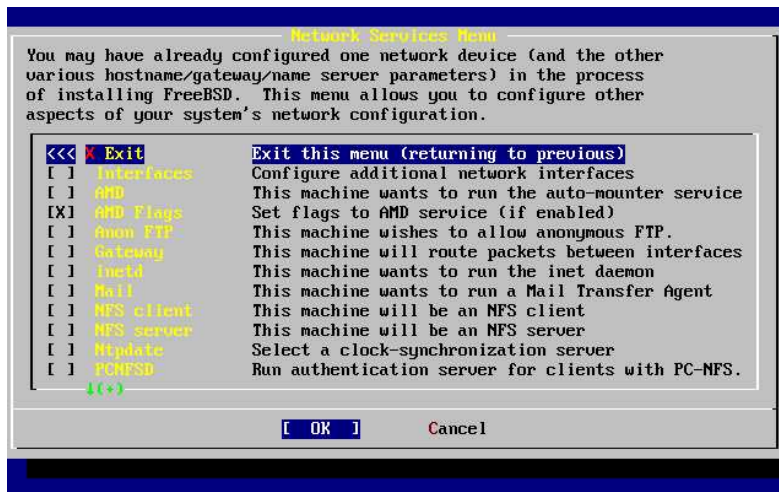 Network Services Menu
You may have already configured one network device (and the other
various hostname/gateway/name server parameters) in the process
of installing FreeBSD.  This menu allows you to configure other
aspects of your system's network configuration.
<<< X Exit Exit this menu (returning to previous)
[ ] Interfaces Configure additional network interfaces
[ ] AMD This machine wants to run the auto-mounter service
[X] AMD Flags Set flags to AMD service (if enabled)
[ ] Anon FTP This machine wishes to allow anonymous FTP.
[ ] Gateway This machine will route packets between interfaces
[ ] inetd This machine wants to run the inet daemon
[ ] Mail This machine wants to run a Mail Transfer Agent
[ ] NFS client This machine will be an NFS client
[ ] NFS server This machine will be an NFS server
[ ] Ntpdate Select a clock-synchronization server
[ ] PCNFSD Run authentication server for clients with PC-NFS.
↓(+)
[ OK ] Cancel